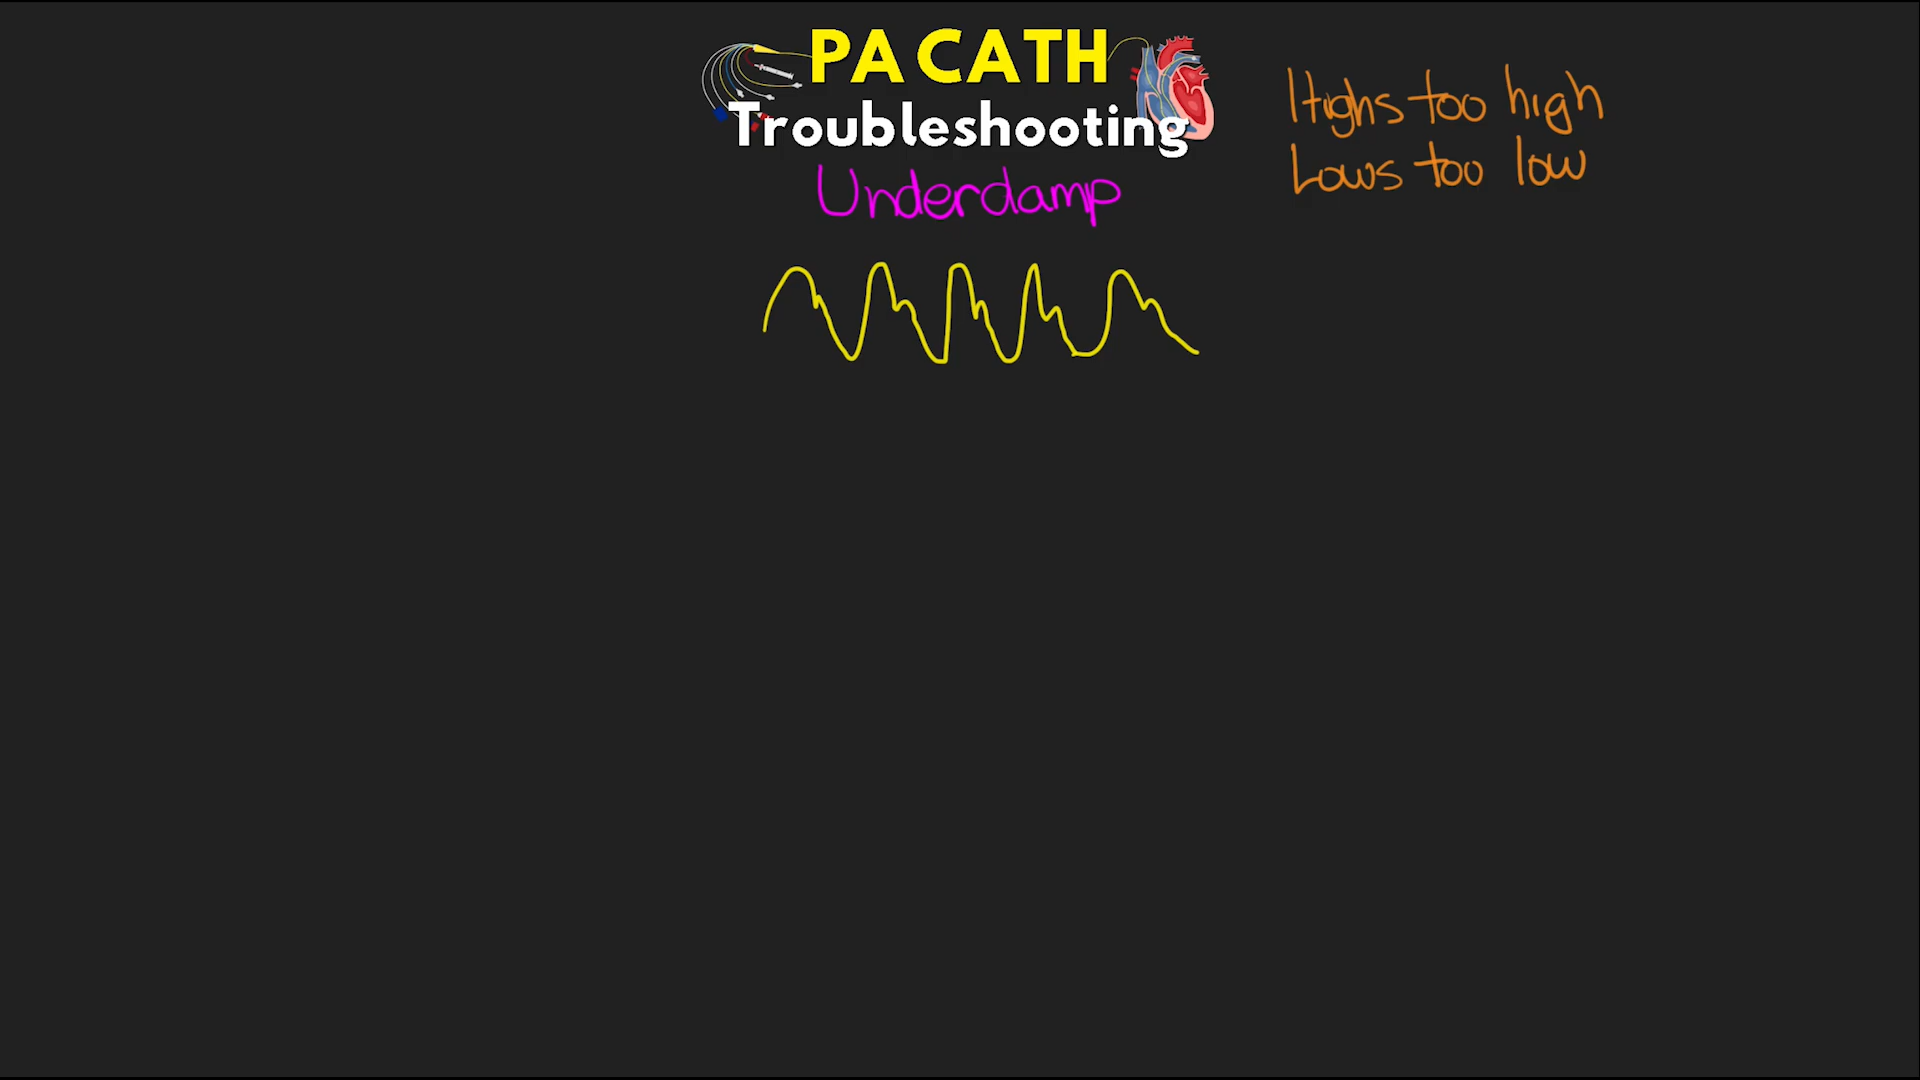 PA CATH
Troubleshooting
Underdamp
Highs too high
Lows too low